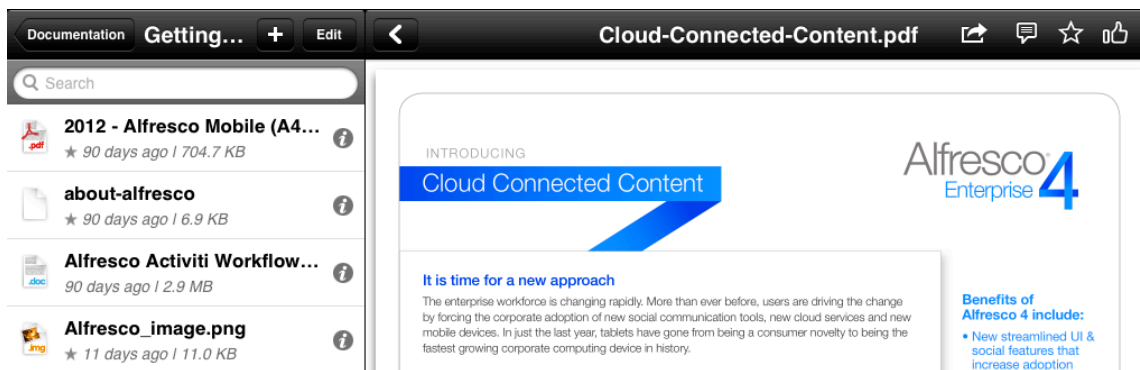 Documentation
Getting...
+
Edit
Cloud-Connected-Content.pdf
Search
2012 - Alfresco Mobile (A4...
.pdf
★ 90 days ago | 704.7 KB
about-alfresco
★ 90 days ago | 6.9 KB
Alfresco Activiti Workflow...
.doc
90 days ago | 2.9 MB
Alfresco_image.png
.img
★ 11 days ago | 11.0 KB
INTRODUCING
Cloud Connected Content
Alfresco 4
Enterprise
It is time for a new approach
The enterprise workforce is changing rapidly. More than ever before, users are driving the change
by forcing the corporate adoption of new social communication tools, new cloud services and new
mobile devices. In just the last year, tablets have gone from being a consumer novelty to being the
fastest growing corporate computing device in history.
Benefits of
Alfresco 4 include:
• New streamlined UI &
social features that
increase adoption